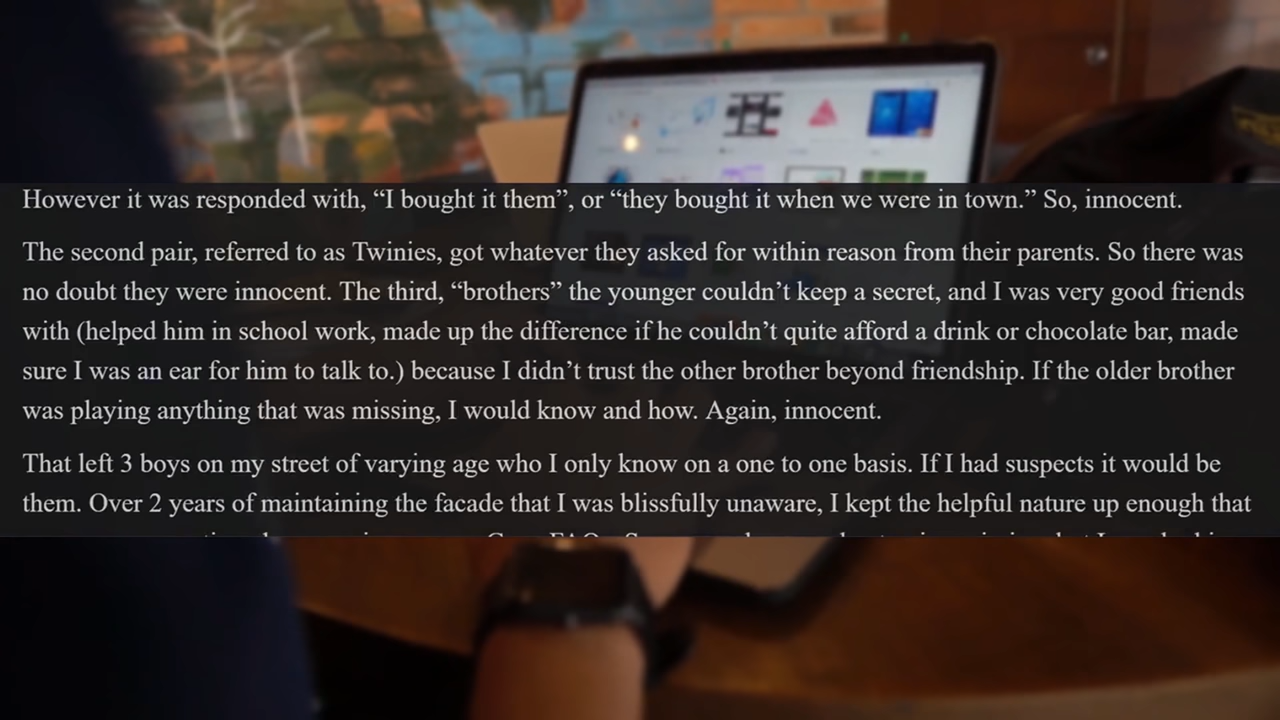 However it was responded with, “I bought it them”, or “they bought it when we were in town.” So, innocent.
The second pair, referred to as Twinies, got whatever they asked for within reason from their parents. So there was
no doubt they were innocent. The third, “brothers” the younger couldn’t keep a secret, and I was very good friends
with (helped him in school work, made up the difference if he couldn’t quite afford a drink or chocolate bar, made
sure I was an ear for him to talk to.) because I didn’t trust the other brother beyond friendship. If the older brother
was playing anything that was missing, I would know and how. Again, innocent.
That left 3 boys on my street of varying age who I only know on a one to one basis. If I had suspects it would be
them. Over 2 years of maintaining the facade that I was blissfully unaware, I kept the helpful nature up enough that